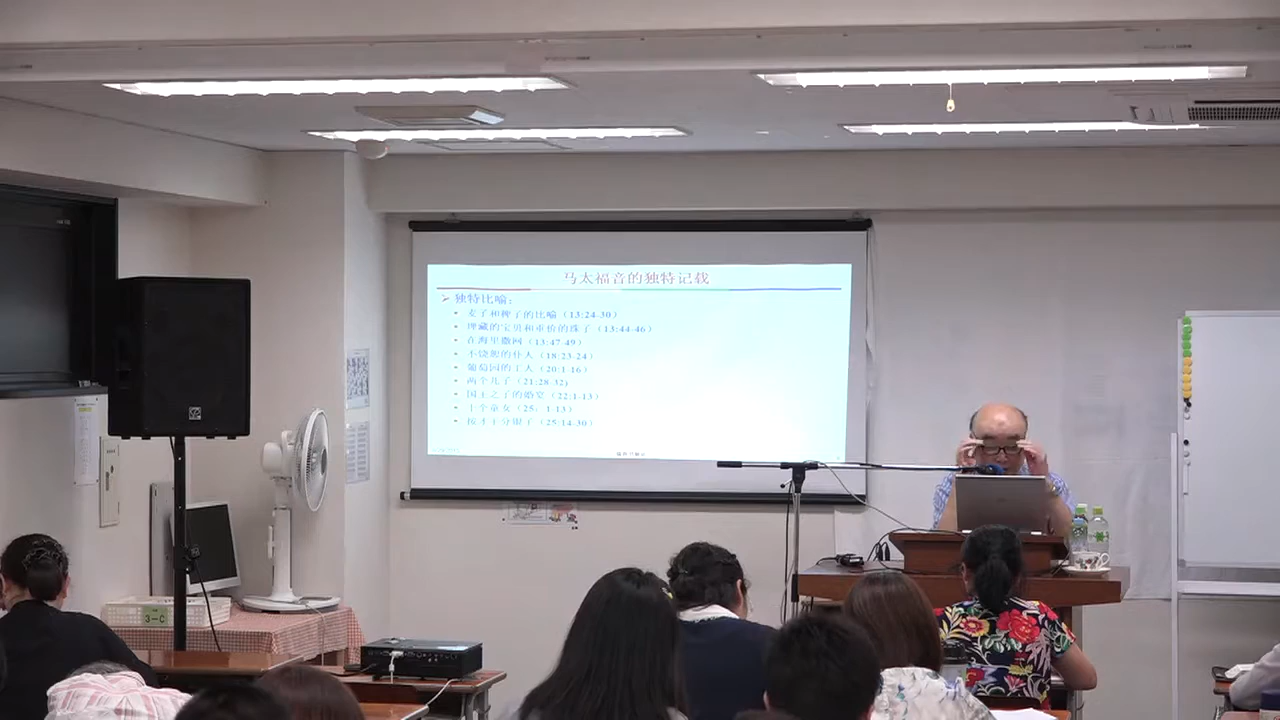 马太福音的独特记载
独特比喻：
麦子和稗子的比喻（13:24-30）
埋藏的宝贝和重价的珠子（13:44-46）
在海里撒网（13:47-49）
不饶恕的仆人（18:23-24）
葡萄园的工人（20:1-16）
两个儿子（21:28-32）
国王之子的婚宴（22:1-13）
十个童女（25：1-13）
按才干分银子（25:14-30）
3-C